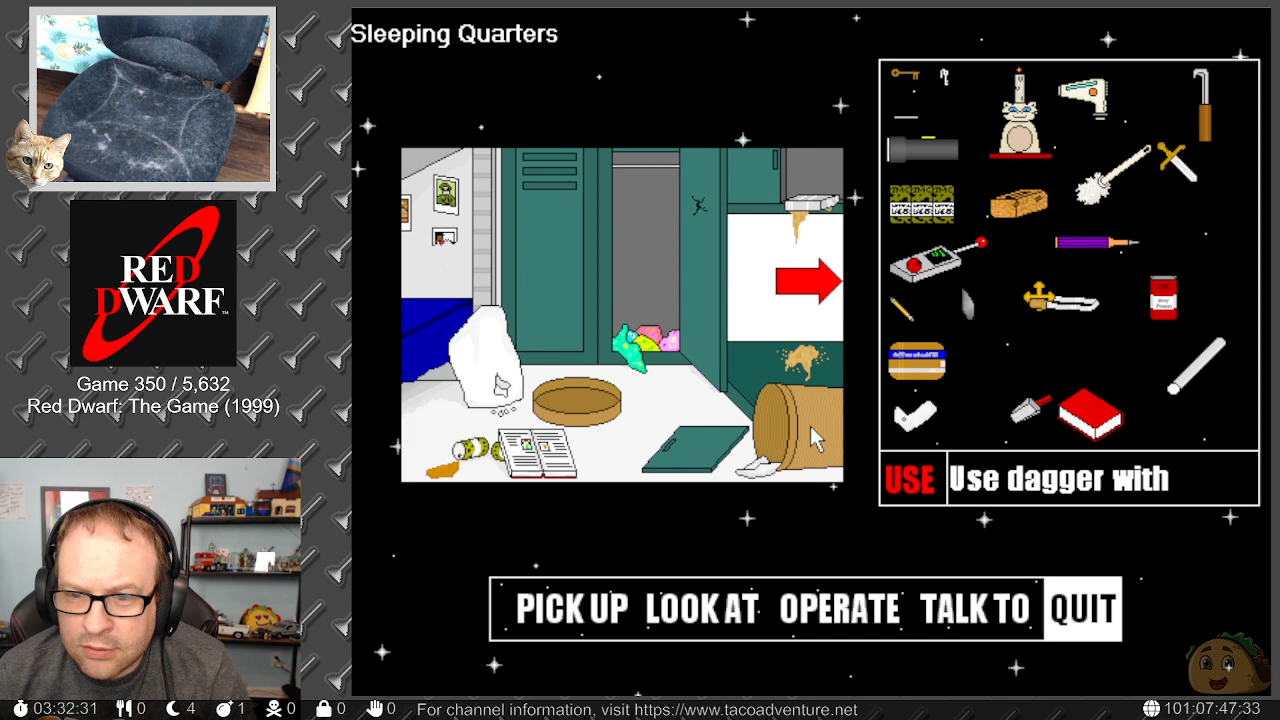 Sleeping Quarters
RED
DWARF™
Game 350 / 5,632
Red Dwarf: The Game (1999)
USE
Use dagger with
PICK UP
LOOK AT
OPERATE
TALK TO
QUIT
03:32:31
0
4
1
0
0
0
For channel information, visit https://www.tacoadventure.net
101:07:47:33